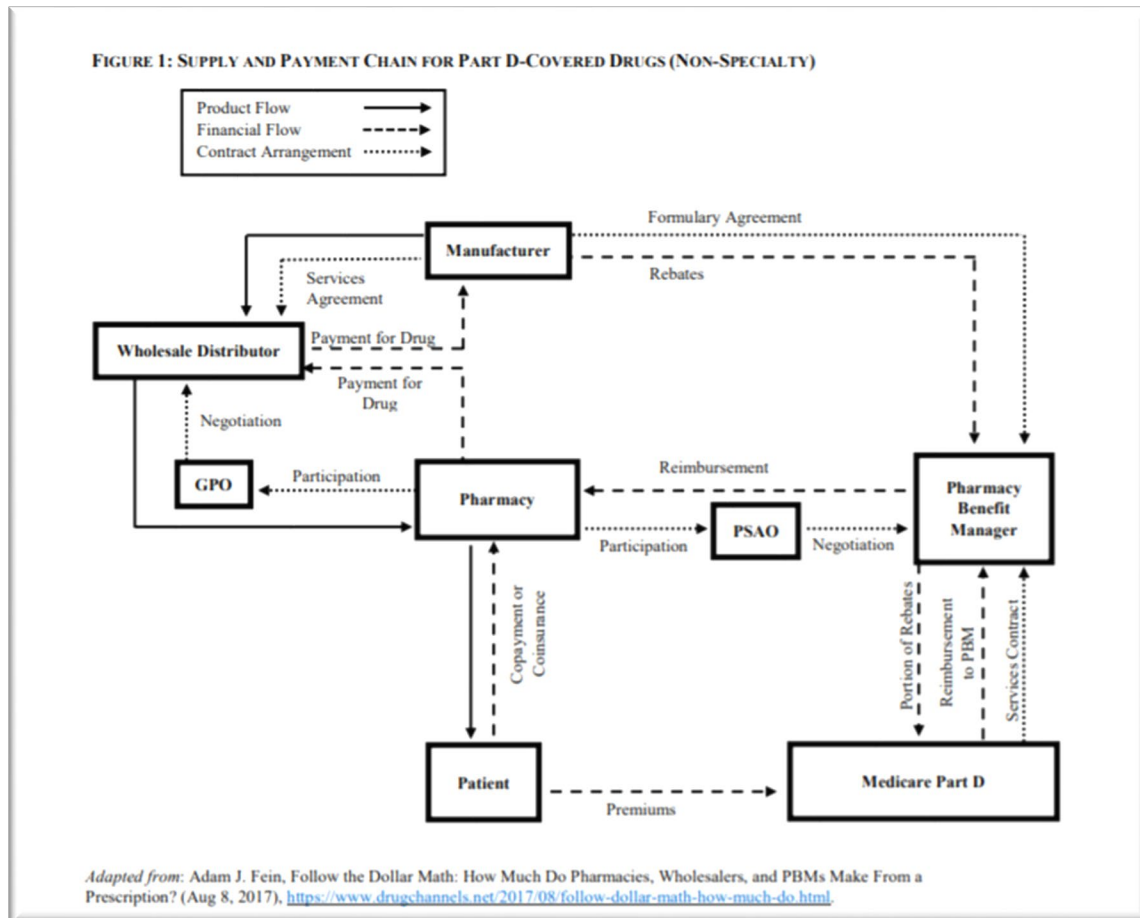 FIGURE 1: SUPPLY AND PAYMENT CHAIN FOR PART D-COVERED DRUGS (NON-SPECIALTY)
Product Flow
Financial Flow
Contract Arrangement
Formulary Agreement
Manufacturer
Rebates
Services
Agreement
Wholesale Distributor
Payment for Drug
Payment for
Drug
Negotiation
GPO
Participation
Pharmacy
Reimbursement
Pharmacy
Benefit
Manager
PSAO
Participation
Negotiation
Copayment or
Coinsurance
Portion of Rebates
Reimbursement
to PBM
Services Contract
Patient
Premiums
Medicare Part D
Adapted from: Adam J. Fein, Follow the Dollar Math: How Much Do Pharmacies, Wholesalers, and PBMs Make From a
Prescription? (Aug 8, 2017), https://www.drugchannels.net/2017/08/follow-dollar-math-how-much-do.html.